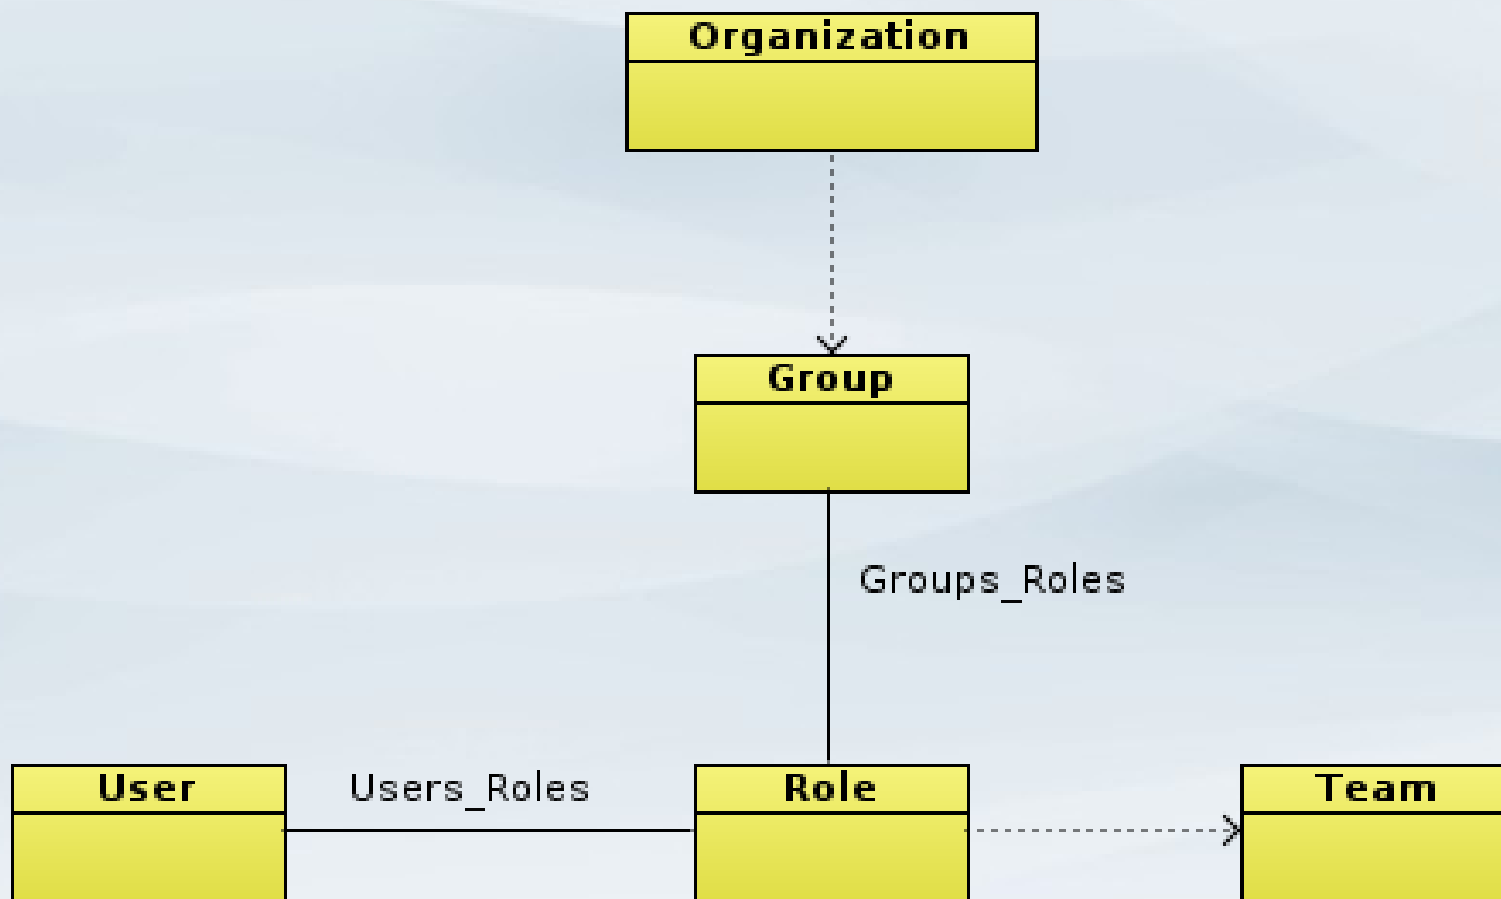 Organization
Group
Groups_Roles
User
Users_Roles
Role
Team